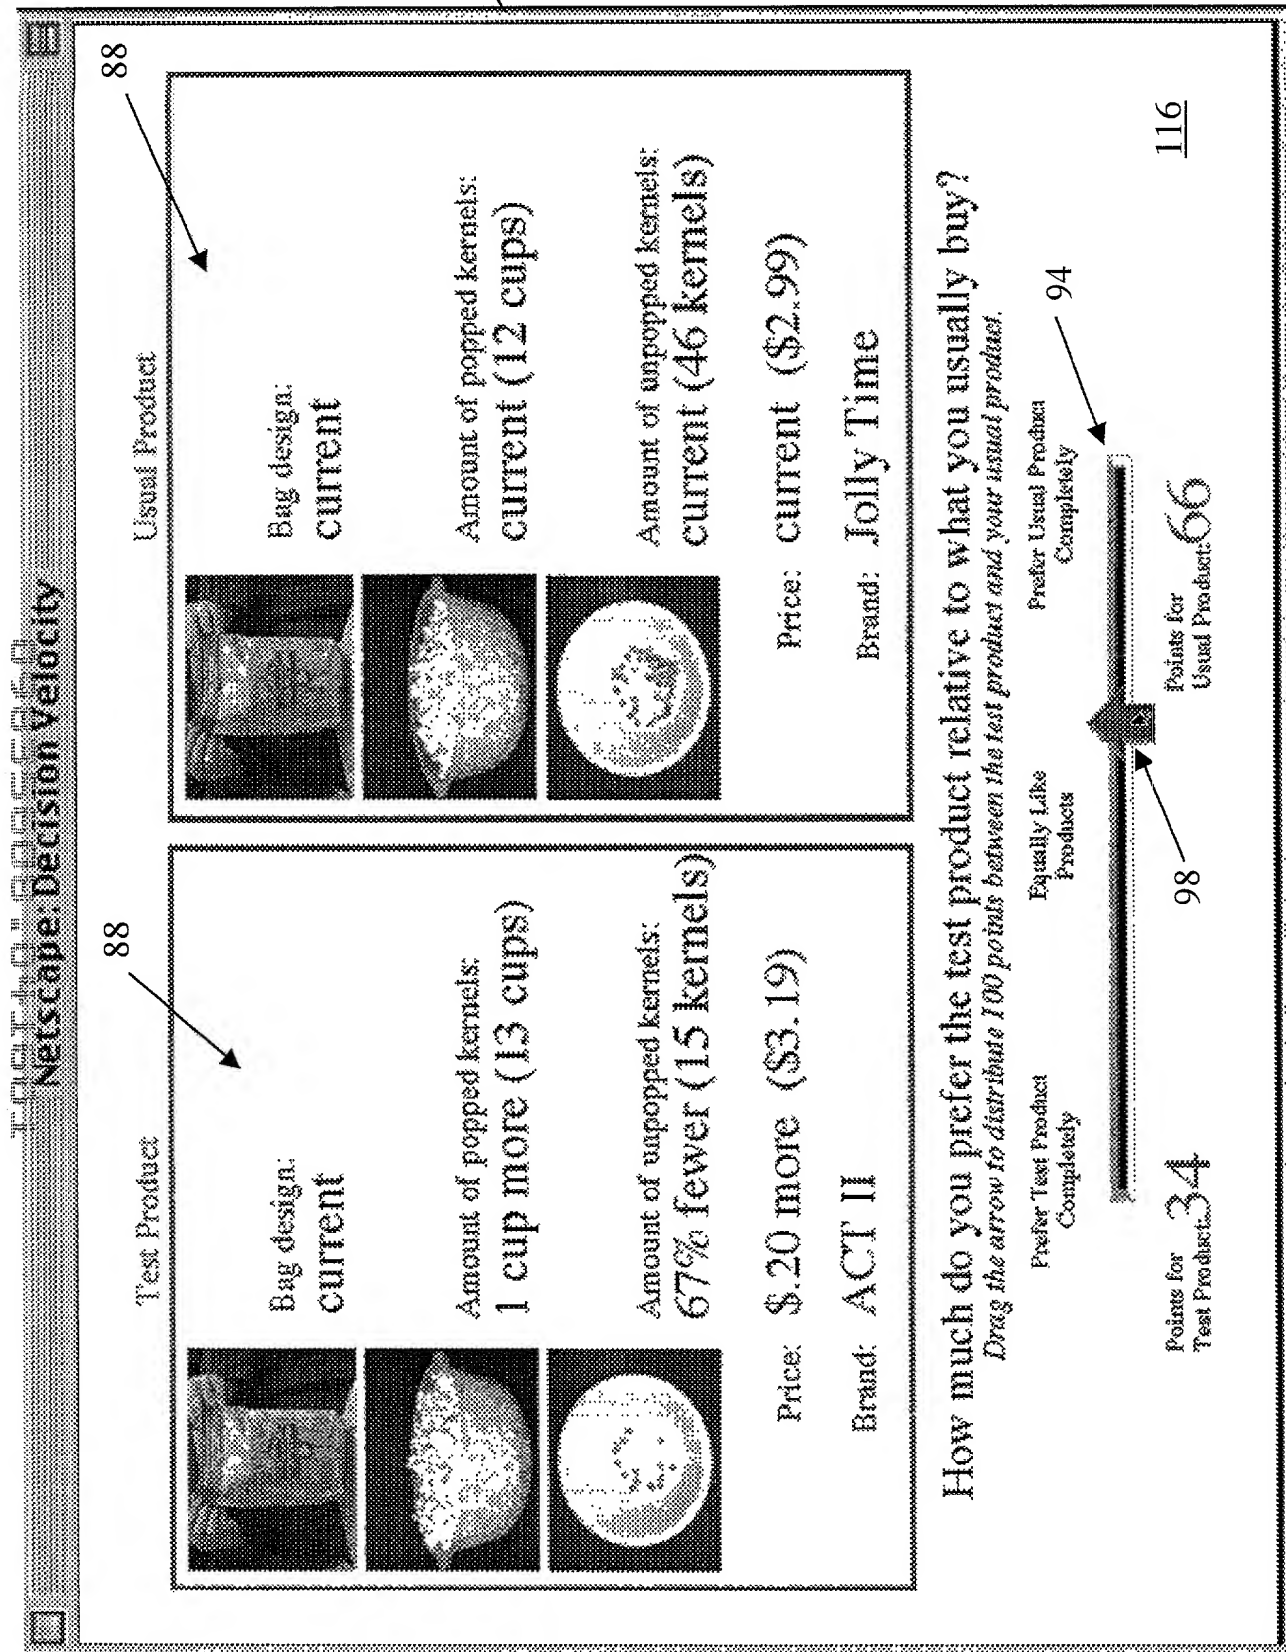 Netscape: Decision Velocity
88
88
Test Product
Bag design:
current
Amount of popped kernels:
1 cup more (13 cups)
Amount of unpopped kernels:
67% fewer (15 kernels)
Price: $.20 more ($3.19)
Brand: ACT II
Usual Product
Bag design:
current
Amount of popped kernels:
current (12 cups)
Amount of unpopped kernels:
current (46 kernels)
Price: current ($2.99)
Brand: Jolly Time
How much do you prefer the test product relative to what you usually buy?
Drag the arrow to distribute 100 points between the test product and your usual product.
Prefer Test Product
Completely
Equally Like
Products
Prefer Usual Product
Completely
94
Points for
Test Product: 34
98
Points for
Usual Product: 66
116